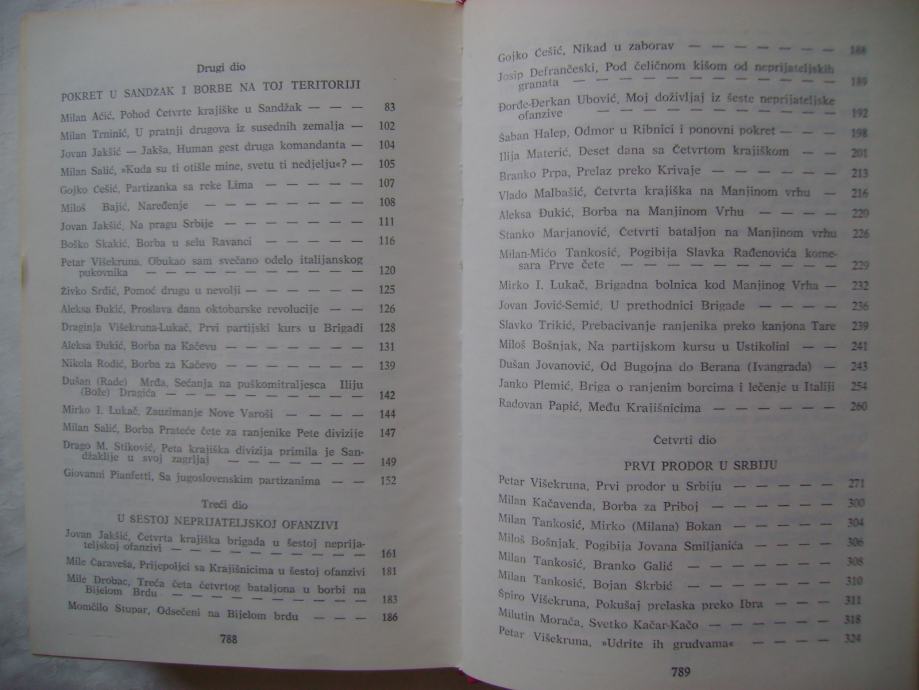 Drugi dio
POKRET U SANDŽAK I BORBE NA TOJ TERITORIJI
Milan Aćić, Pohod Četvrte krajiške u Sandžak — — — 83
Milan Trninić, U pratnji drugova iz susednih zemalja — 102
Jovan Jakšić — Jakša, Human gest druga komandanta — 104
Milan Salić, »Kuda su ti otišle mine, svetu ti nedjelju«? — 105
Gojko Ćešić, Partizanka sa reke Lima — — — — — 107
Miloš Bajić, Naređenje — — — — — — — — 108
Jovan Jakšić, Na pragu Srbije — — — — — — — 111
Boško Skakić, Borba u selu Ravanci — — — — — 116
Petar Višekruna, Obukao sam svečano odelo italijanskog
pukovnika — — — — — — — — — — 120
Živko Srdić, Pomoć drugu u nevolji — — — — — 125
Aleksa Đukić, Proslava dana oktobarske revolucije — — 126
Draginja Višekruna-Lukač, Prvi partijski kurs u Brigadi 128
Aleksa Đukić, Borba na Kačevu — — — — — — 131
Nikola Rodić, Borba za Kačevo — — — — — — 139
Dušan (Rade) Mrđa, Sećanja na puškomitraljesca Iliju
(Bože) Dragića — — — — — — — — — 142
Mirko I. Lukač, Zauzimanje Nove Varoši — — — — 144
Milan Salić, Borba Prateće čete za ranjenike Pete divizije 147
Drago M. Stiković, Peta krajiška divizija primila je San-
džaklije u svoj zagrljaj — — — — — — — 149
Giovanni Pianfetti, Sa jugoslovenskim partizanima — — 152
Treći dio
U ŠESTOJ NEPRIJATELJSKOJ OFANZIVI
Jovan Jakšić, Četvrta krajiška brigada u šestoj neprija-
teljskoj ofanzivi — — — — — — — — — 161
Mile Čaraveša, Prijepoljci sa Krajišnicima u šestoj ofanzivi 181
Mile Drobac, Treća četa četvrtog bataljona u borbi na
Bijelom Brdu — — — — — — — — — 183
Momčilo Stupar, Odsečeni na Bijelom brdu — — — — 186
788
Gojko Ćešić, Nikad u zaborav — — — — — — — 188
Josip Defrančeski, Pod čeličnom kišom od neprijateljskih
granata — — — — — — — — — — — 189
Đorđe-Đerkan Ubović, Moj doživljaj iz šeste neprijateljske
ofanzive — — — — — — — — — — — 192
Šaban Halep, Odmor u Ribnici i ponovni pokret — — — 198
Ilija Materić, Deset dana sa Četvrtom krajiškom — — — 201
Branko Prpa, Prelaz preko Krivaje — — — — — — 213
Vlado Malbašić, Četvrta krajiška na Manjinom vrhu — 216
Aleksa Đukić, Borba na Manjinom Vrhu — — — — 220
Stanko Marjanović, Četvrti bataljon na Manjinom vrhu 226
Milan-Mićo Tankosić, Pogibija Slavka Rađenovića kome-
sara Prve čete — — — — — — — — — 229
Mirko I. Lukač, Brigadna bolnica kod Manjinog Vrha — 232
Jovan Jović-Semić, U prethodnici Brigade — — — — 236
Slavko Trikić, Prebacivanje ranjenika preko kanjona Tare 239
Miloš Bošnjak, Na partijskom kursu u Ustikolini — — 241
Dušan Jovanović, Od Bugojna do Berana (Ivangrada) — 243
Janko Plemić, Briga o ranjenim borcima i lečenje u Italiji 254
Radovan Papić, Među Krajišnicima — — — — — — 260
Četvrti dio
PRVI PRODOR U SRBIJU
Petar Višekruna, Prvi prodor u Srbiju — — — — — 271
Milan Kačavenda, Borba za Priboj — — — — — — 300
Milan Tankosić, Mirko (Milana) Bokan — — — — — 304
Miloš Bošnjak, Pogibija Jovana Smiljanića — — — — 306
Milan Tankosić, Branko Galić — — — — — — — 308
Milan Tankosić, Bojan Škrbić — — — — — — — 310
Špiro Višekruna, Pokušaj prelaska preko Ibra — — — — 311
Milutin Morača, Svetko Kačar-Kačo — — — — — — 318
Petar Višekruna, »Udrite ih grudvama« — — — — — 324
789